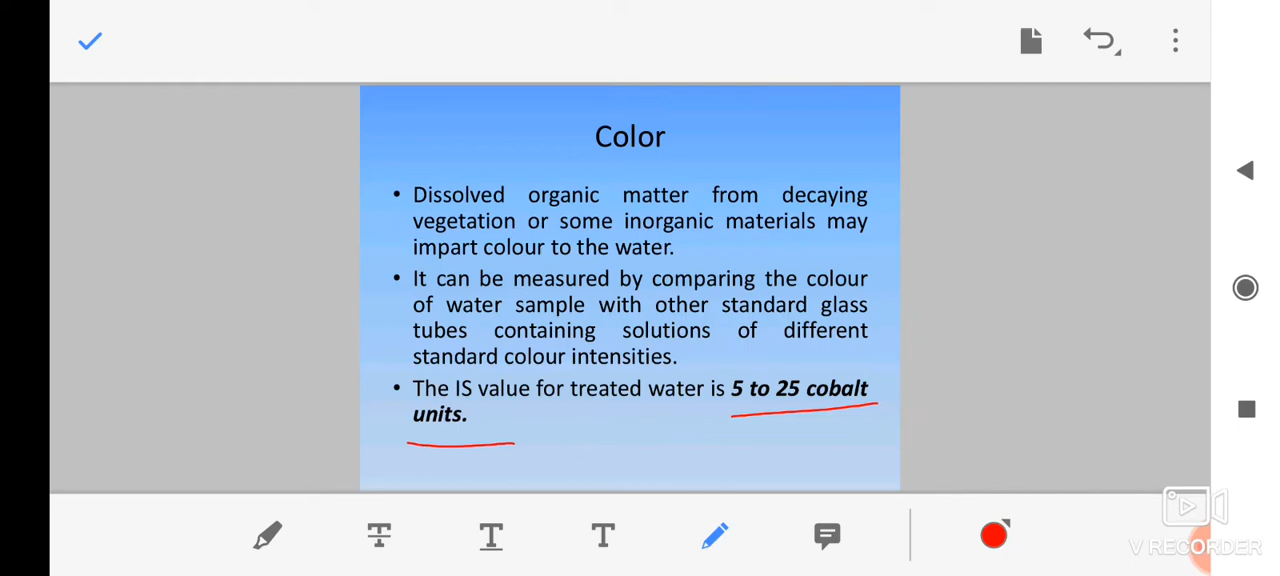 Color
• Dissolved organic matter from decaying
vegetation or some inorganic materials may
impart colour to the water.
• It can be measured by comparing the colour
of water sample with other standard glass
tubes containing solutions of different
standard colour intensities.
• The IS value for treated water is 5 to 25 cobalt
units.
T T T
V RECORDER